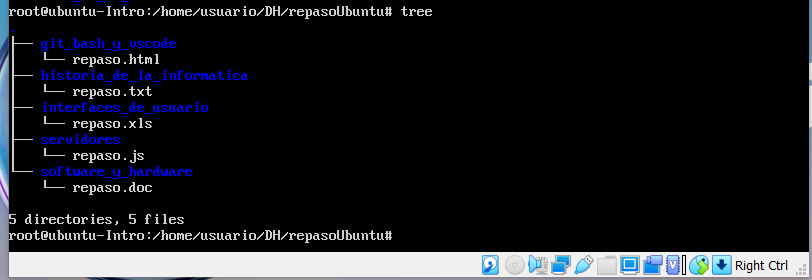 root@ubuntu-Intro:/home/usuario/DH/repasoUbuntu# tree
.
├── git_bash_y_vscode
│   └── repaso.html
├── historia_de_la_informatica
│   └── repaso.txt
├── interfaces_de_usuario
│   └── repaso.xls
├── servidores
│   └── repaso.js
└── software_y_hardware
    └── repaso.doc
5 directories, 5 files
root@ubuntu-Intro:/home/usuario/DH/repasoUbuntu#
Right Ctrl